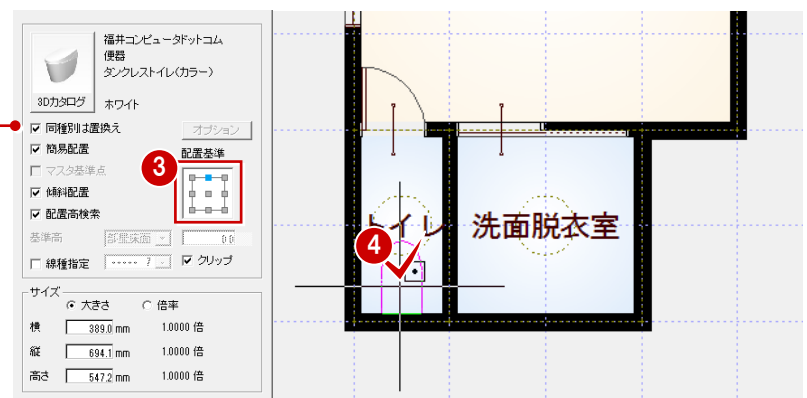 福井コンピュータドットコム
便器
タンクレストイレ(カラー)
3Dカタログ
ホワイト
同種別は置換え
オプション
簡易配置
配置基準
マスタ基準点
3
傾斜配置
配置高検索
基準高
部屋床面
0.0
線種指定
----- ?
クリップ
サイズ
大きさ
倍率
横
389.0 mm
1.0000 倍
縦
694.1 mm
1.0000 倍
高さ
547.2 mm
1.0000 倍
トイレ
洗面脱衣室
4